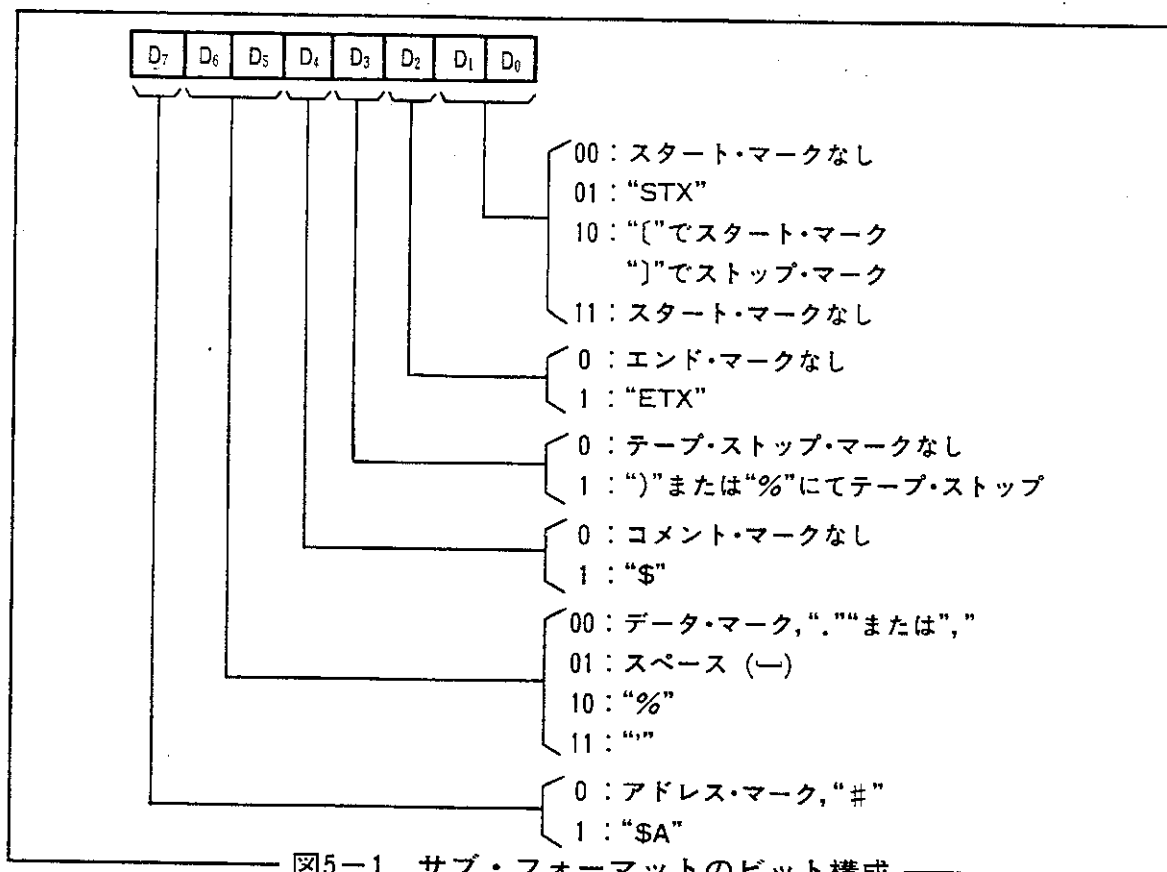 D7 D6 D5 D4 D3 D2 D1 D0
00：スタート・マークなし
01：“STX”
10：“[”でスタート・マーク
“]”でストップ・マーク
11：スタート・マークなし
0：エンド・マークなし
1：“ETX”
0：テープ・ストップ・マークなし
1：“)”または“%”にてテープ・ストップ
0：コメント・マークなし
1：“$”
00：データ・マーク，“.”“または”，”
01：スペース (⌴)
10：“%”
11：“'”
0：アドレス・マーク，“#”
1：“$A”
図5－1 サブ・フォーマットのビット構成